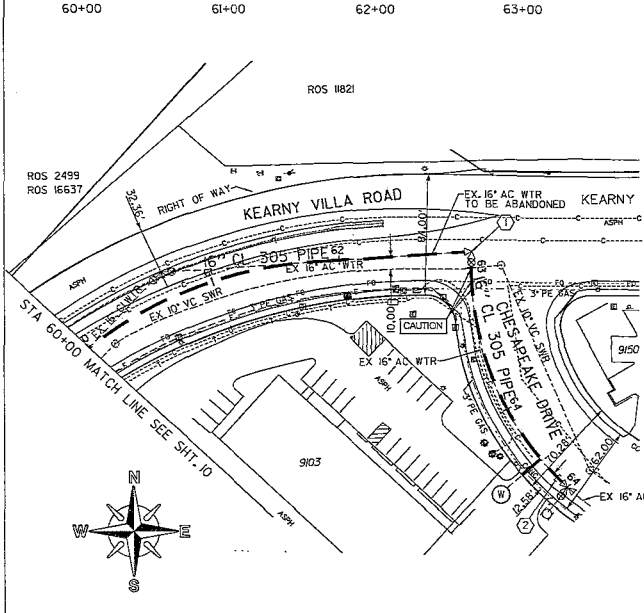 60+00 61+00 62+00 63+00
ROS 11821
ROS 2499
ROS 16637
32.36'
RIGHT OF WAY
KEARNY VILLA ROAD
EX 16" AC WTR
TO BE ABANDONED
1
KEARNY
ASPH
ASPH
16" CL 305 PIPE
62
EX 16" AC WTR
EX 10" VC SWR
3" PE GAS
10.00'
CAUTION
63
16" CL 305 PIPE
64
CHESAPEAKE DRIVE
EX 10" VC SWR
3" PE GAS
9150
EX 16" AC WTR
3" PE GAS
ASPH
STA 60+00 MATCH LINE SEE SHT. 10
9103
ASPH
70.28'
62.00'
64
W
12.58'
2
EX 16" AC
N
W E
S